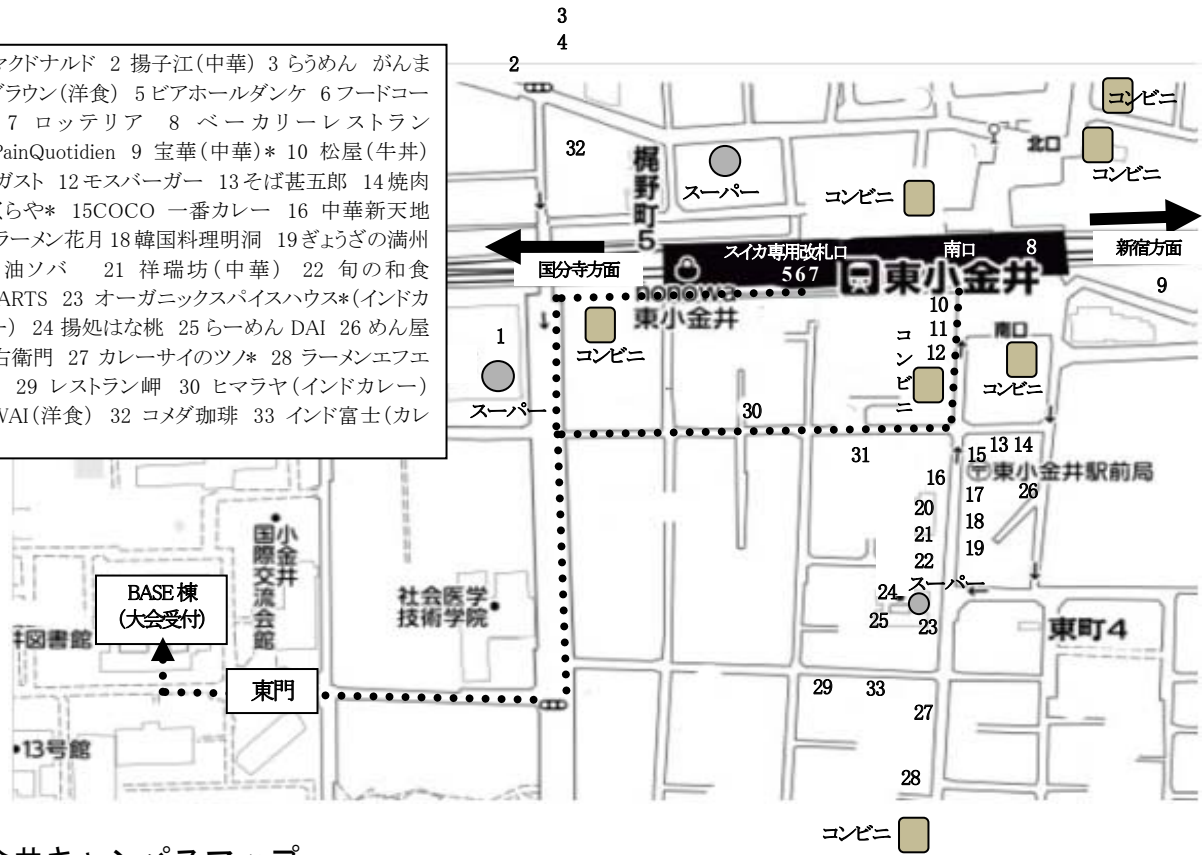 3
4
2
マクドナルド 2 揚子江(中華) 3 らうめん がんま
ブラウン(洋食) 5 ビアホールダンケ 6 フードコー
7 ロッテリア 8 ベーカリーレストラン
PainQuotidien 9 宝華(中華)* 10 松屋(牛丼)
ガスト 12 モスバーガー 13 そば甚五郎 14 焼肉
くらや* 15COCO 一番カレー 16 中華新天地
ラーメン花月 18 韓国料理明洞 19 ぎょうざの満州
油ソバ 21 祥瑞坊(中華) 22 旬の和食
ARTS 23 オーガニックスパイスハウス*(インドカ
ー) 24 揚処はな桃 25 らーめん DAI 26 めん屋
右衛門 27 カレーサイのツノ* 28 ラーメンエフエ
29 レストラン岬 30 ヒマラヤ(インドカレー)
VAI(洋食) 32 コメダ珈琲 33 インド富士(カレ
コンビニ
32
梶野町5
スーパー
北口
コンビニ
コンビニ
国分寺方面
スイカ専用改札口
567
南口
8
新宿方面
東小金井
nonowa
東小金井
9
1
コンビニ
スーパー
10
11
12
コンビニ
南口
コンビニ
30
31
13 14
15
〒東小金井駅前局
16
17
26
20
18
21
19
22
スーパー
24
25
23
東町4
小金井
国際交流会館
社会医学
技術学院
BASE 棟
(大会受付)
井図書館
東門
29
33
27
13号館
28
コンビニ
金井キャンパスマップ